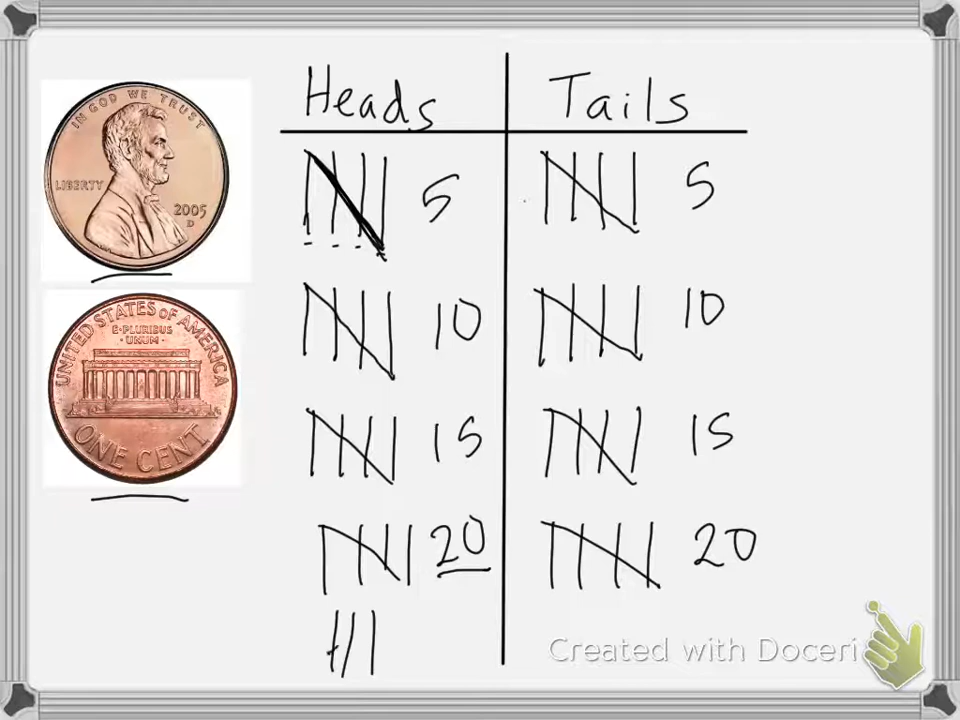 IN GOD WE TRUST
LIBERTY
2005
D
UNITED STATES OF AMERICA
E·PLURIBUS
·UNUM·
ONE CENT
Heads Tails
5 5
10 10
15 15
20 20
Created with Doceri